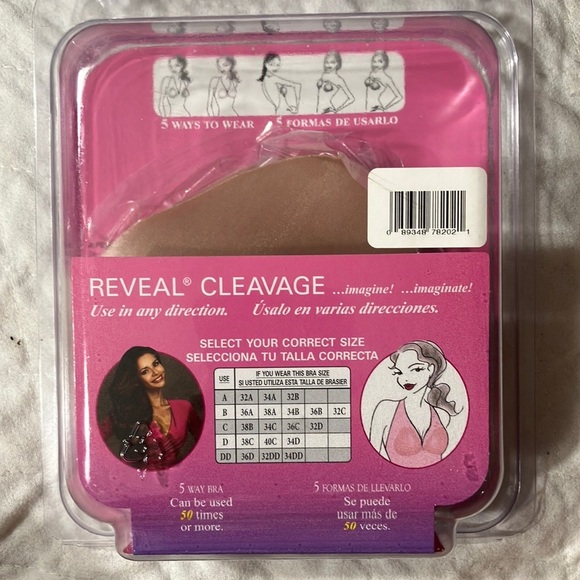 5 WAYS TO WEAR 5 FORMAS DE USARLO
0 89348 78202 1
REVEAL® CLEAVAGE ...imagine! ...imagínate!
Use in any direction. Úsalo en varias direcciones.
SELECT YOUR CORRECT SIZE
SELECCIONA TU TALLA CORRECTA
USE IF YOU WEAR THIS BRA SIZE
SI USTED UTILIZA ESTA TALLA DE BRASIER
A 32A 34A 32B
B 36A 38A 34B 36B 32C
C 38B 34C 36C 32D
D 38C 40C 34D
DD 36D 32DD 34DD
5 WAY BRA
Can be used
50 times
or more.
5 FORMAS DE LLEVARLO
Se puede
usar más de
50 veces.